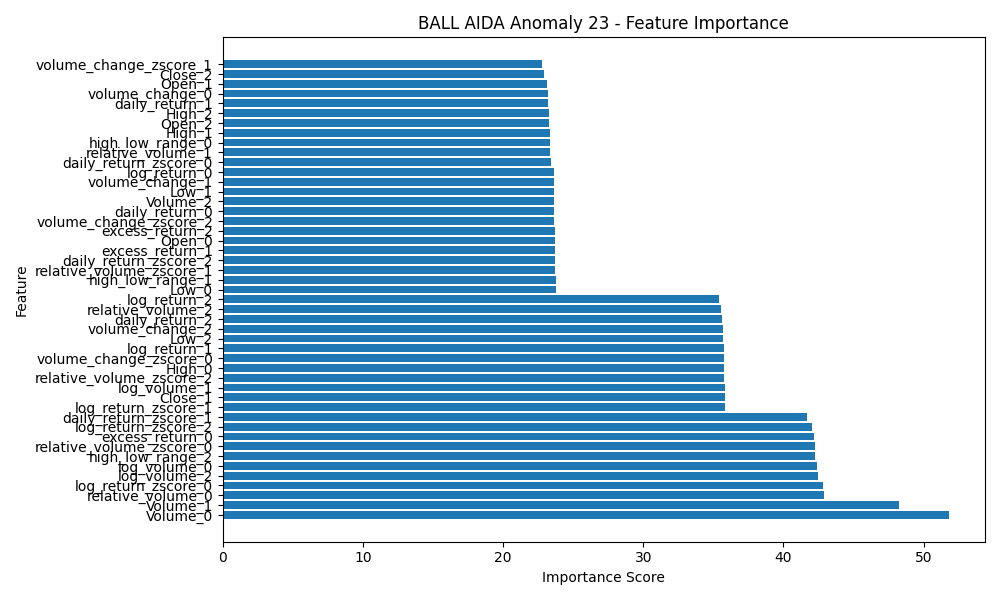 BALL AIDA Anomaly 23 - Feature Importance
volume_change_zscore_1
Close_2
Open_1
volume_change_0
daily_return_1
High_2
Open_2
High_1
high_low_range_0
relative_volume_1
daily_return_zscore_0
log_return_0
volume_change_1
Low_1
Volume_2
daily_return_0
volume_change_zscore_2
excess_return_2
Open_0
excess_return_1
daily_return_zscore_2
relative_volume_zscore_1
high_low_range_1
Low_0
log_return_2
relative_volume_2
daily_return_2
volume_change_2
Low_2
log_return_1
volume_change_zscore_0
High_0
relative_volume_zscore_2
log_volume_1
Close_1
log_return_zscore_1
daily_return_zscore_1
log_return_zscore_2
excess_return_0
relative_volume_zscore_0
high_low_range_2
log_volume_0
log_volume_2
log_return_zscore_0
relative_volume_0
Volume_1
Volume_0
Feature
0 10 20 30 40 50
Importance Score